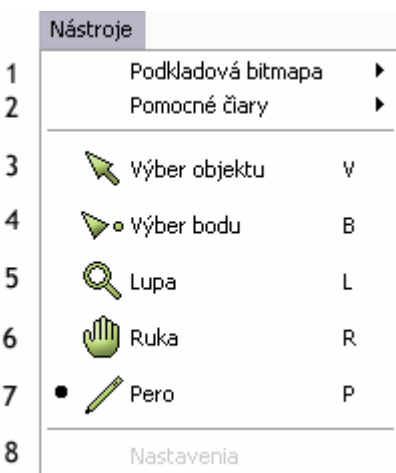 Nástroje
1 Podkladová bitmapa
2 Pomocné čiary
3 Výber objektu V
4 Výber bodu B
5 Lupa L
6 Ruka R
7 Pero P
8 Nastavenia